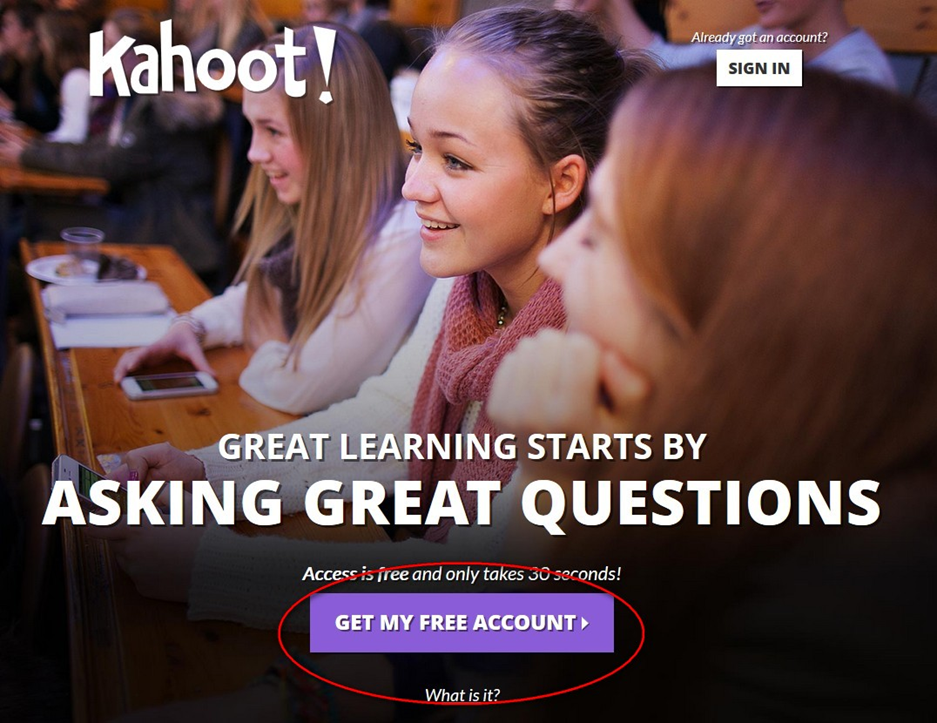 Kahoot!
Already got an account?
SIGN IN
GREAT LEARNING STARTS BY
ASKING GREAT QUESTIONS
Access is free and only takes 30 seconds!
GET MY FREE ACCOUNT
What is it?